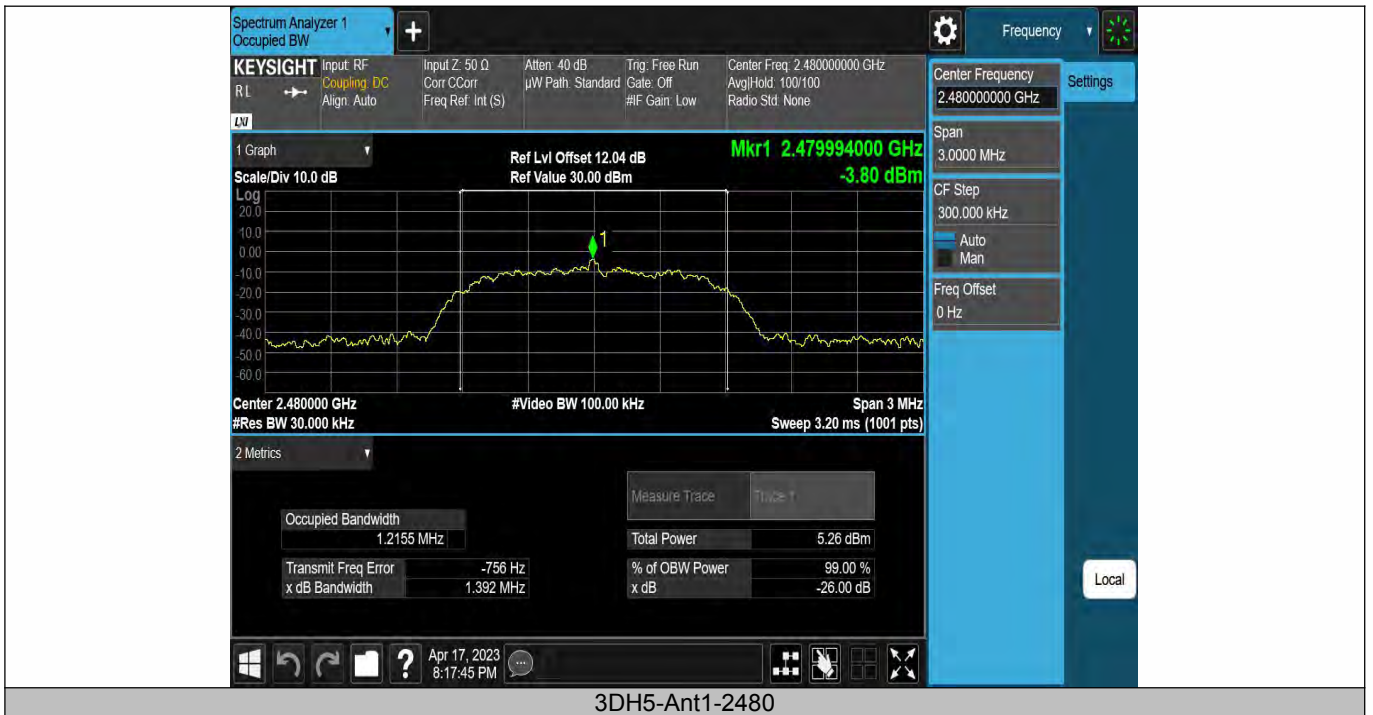 Spectrum Analyzer 1
Occupied BW
+
Frequency
KEYSIGHT
RL
LXI
Input: RF
Coupling: DC
Align: Auto
Input Z: 50 Ω
Corr CCorr
Freq Ref: Int (S)
Atten: 40 dB
µW Path: Standard
Trig: Free Run
Gate: Off
#IF Gain: Low
Center Freq: 2.480000000 GHz
Avg|Hold: 100/100
Radio Std: None
Center Frequency
2.480000000 GHz
Settings
Span
3.0000 MHz
CF Step
300.000 kHz
Auto
Man
Freq Offset
0 Hz
Local
1 Graph
Scale/Div 10.0 dB
Ref Lvl Offset 12.04 dB
Ref Value 30.00 dBm
Mkr1 2.479994000 GHz
-3.80 dBm
Log
20.0
10.0
0.00
-10.0
-20.0
-30.0
-40.0
-50.0
-60.0
1
Center 2.480000 GHz
#Res BW 30.000 kHz
#Video BW 100.00 kHz
Span 3 MHz
Sweep 3.20 ms (1001 pts)
2 Metrics
Measure Trace Trace 1
Occupied Bandwidth
1.2155 MHz
Total Power 5.26 dBm
Transmit Freq Error -756 Hz
% of OBW Power 99.00 %
x dB Bandwidth 1.392 MHz
x dB -26.00 dB
?
Apr 17, 2023
8:17:45 PM
3DH5-Ant1-2480